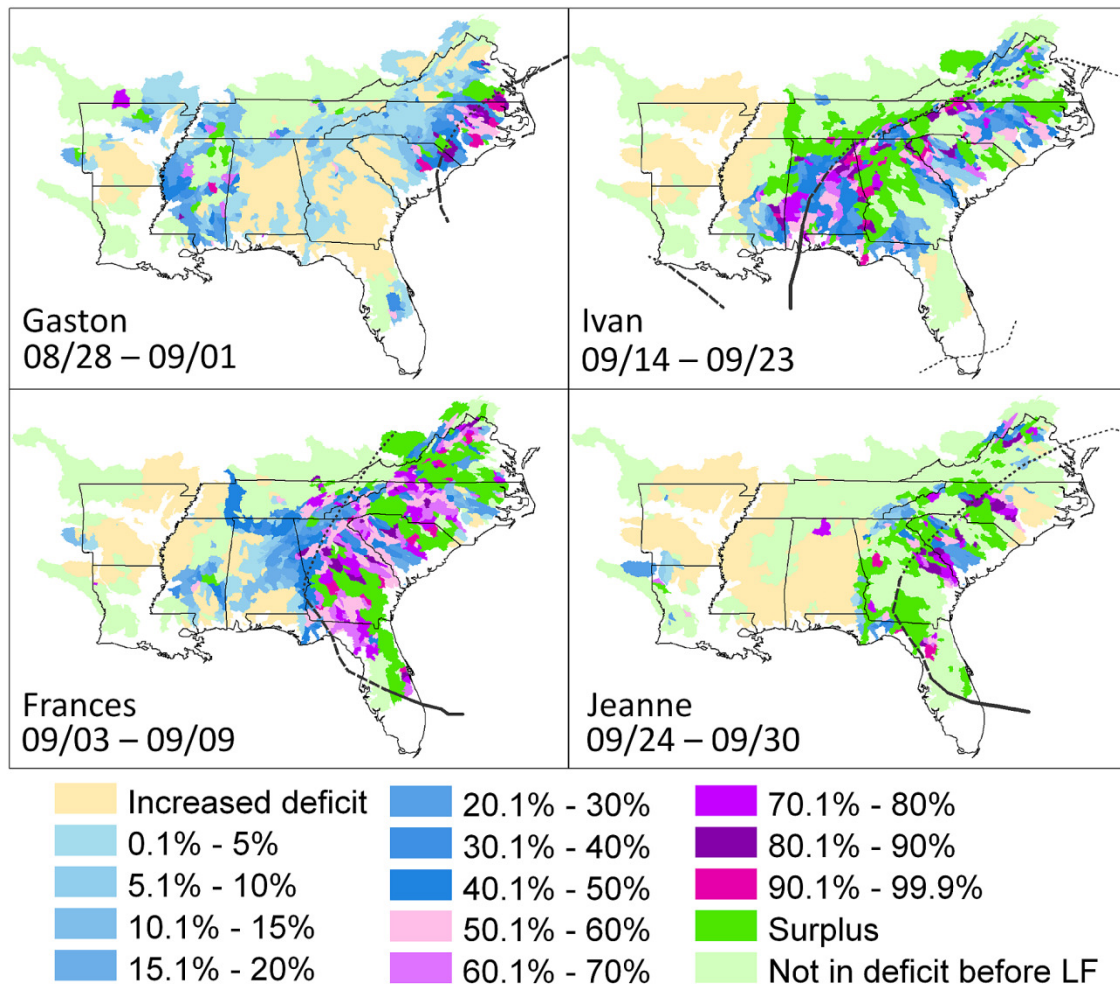 Gaston
08/28 – 09/01
Ivan
09/14 – 09/23
Frances
09/03 – 09/09
Jeanne
09/24 – 09/30
Increased deficit
0.1% - 5%
5.1% - 10%
10.1% - 15%
15.1% - 20%
20.1% - 30%
30.1% - 40%
40.1% - 50%
50.1% - 60%
60.1% - 70%
70.1% - 80%
80.1% - 90%
90.1% - 99.9%
Surplus
Not in deficit before LF